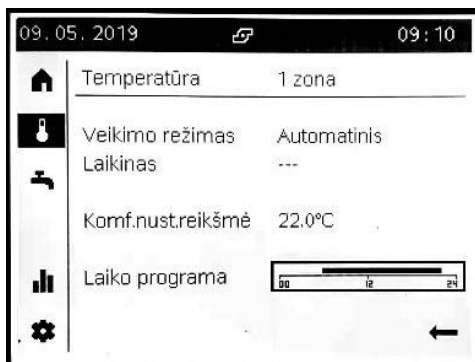 09.05.2019 09:10
Temperatūra 1 zona
Veikimo režimas Automatinis
Laikinas ---
Komf.nust.reikšmė 22.0°C
Laiko programa
00 12 24